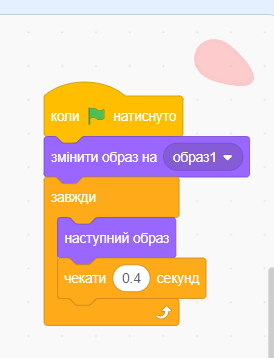 коли натиснуто
змінити образ на образ1
завжди
наступний образ
чекати 0.4 секунд